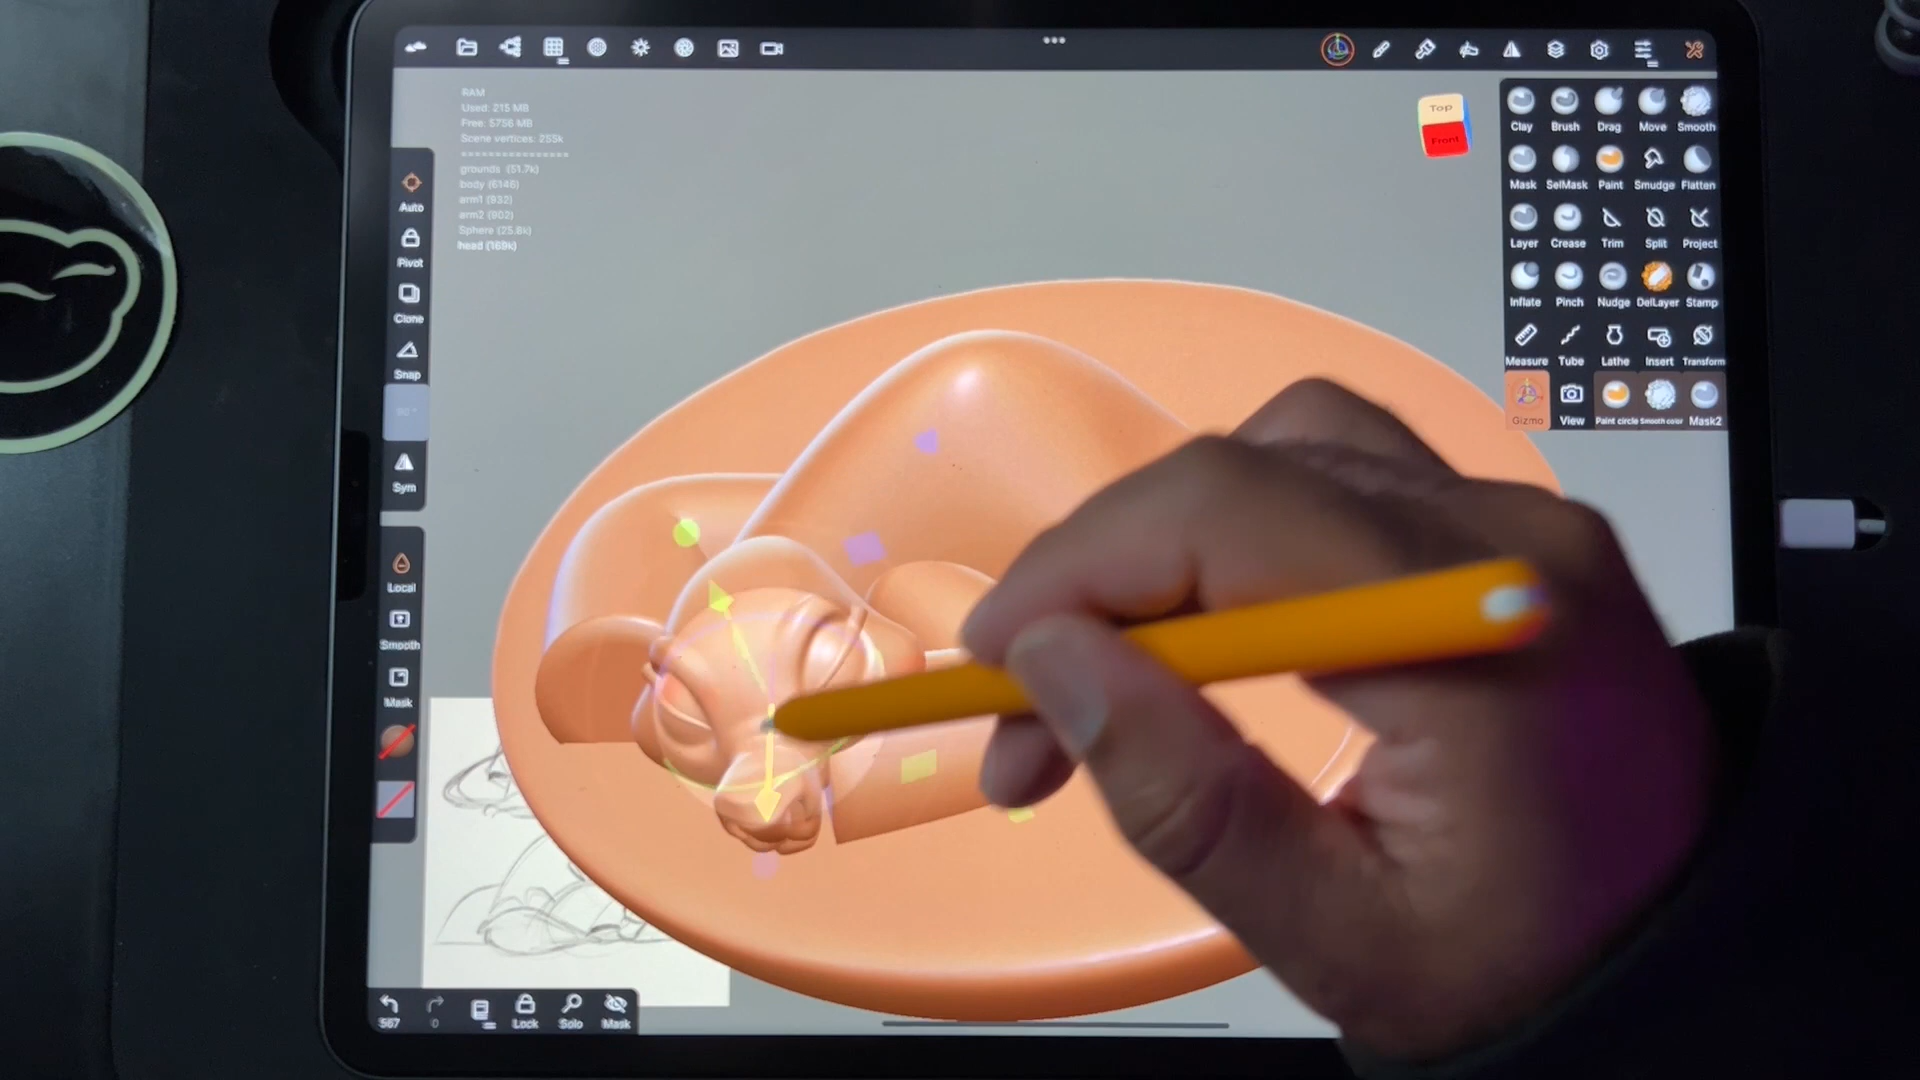 RAM
Used: 215 MB
Free: 5756 MB
Scene vertices: 255k
==================
grounds (51.7k)
body (6146)
arm1 (932)
arm2 (902)
Sphere (25.8k)
head (169k)
Top
Front
Clay Brush Drag Move Smooth
Mask SelMask Paint Smudge Flatten
Layer Crease Trim Split Project
Inflate Pinch Nudge DelLayer Stamp
Measure Tube Lathe Insert Transform
Gizmo View Paint circle Smooth color Mask2
Auto
Pivot
Clone
Snap
90 °
Sym
Local
Smooth
Mask
567 0 Lock Solo Mask